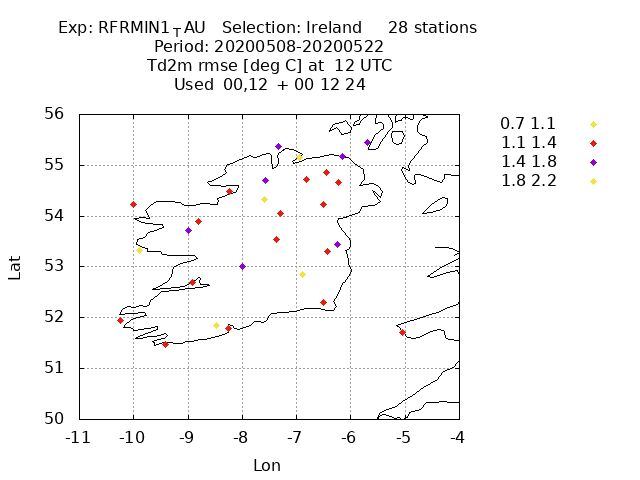 Exp: RFRMIN1_TAU   Selection: Ireland     28 stations
Period: 20200508-20200522
Td2m rmse [deg C] at  12 UTC
Used  00,12  + 00 12 24
0.7 1.1
1.1 1.4
1.4 1.8
1.8 2.2
Lat
56
55
54
53
52
51
50
-11 -10 -9 -8 -7 -6 -5 -4
Lon